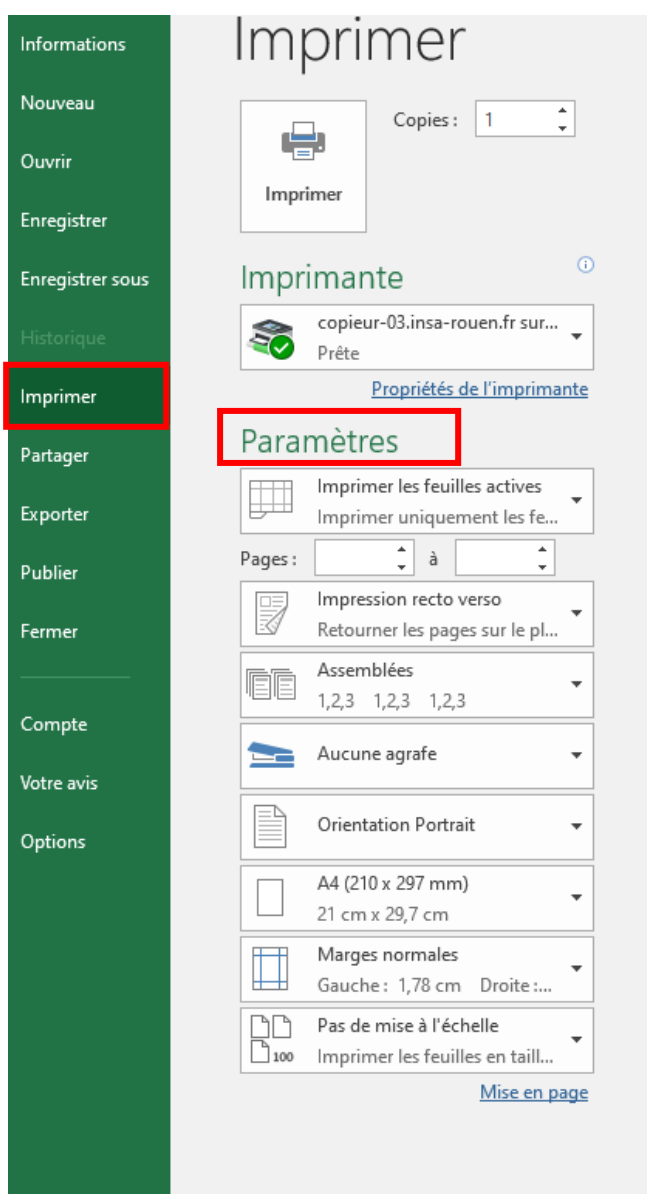 Informations
Nouveau
Ouvrir
Enregistrer
Enregistrer sous
Historique
Imprimer
Partager
Exporter
Publier
Fermer
Compte
Votre avis
Options
Imprimer
Copies : 1
Imprimer
Imprimante
copieur-03.insa-rouen.fr sur...
Prête
Propriétés de l'imprimante
Paramètres
Imprimer les feuilles actives
Imprimer uniquement les fe...
Pages : à
Impression recto verso
Retourner les pages sur le pl...
Assemblées
1,2,3 1,2,3 1,2,3
Aucune agrafe
Orientation Portrait
A4 (210 x 297 mm)
21 cm x 29,7 cm
Marges normales
Gauche : 1,78 cm Droite :...
Pas de mise à l'échelle
100 Imprimer les feuilles en taill...
Mise en page